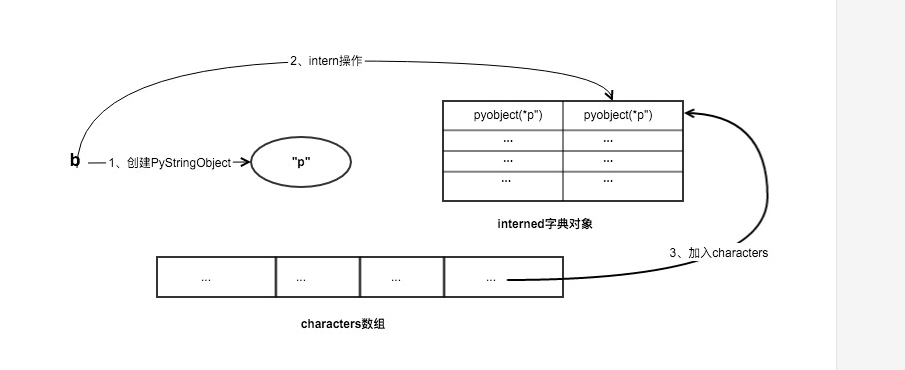 2、intern操作
pyobject(*p") pyobject(*p")
... ...
b 1、创建PyStringObject "p" ... ...
... ...
interned字典对象
3、加入characters
... ... ... ...
characters数组